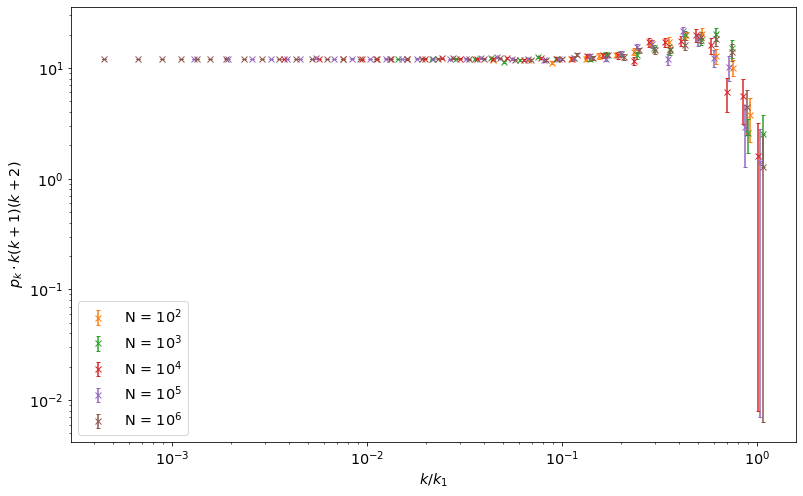 10¹
10⁰
10⁻¹
10⁻²
pₖ · k(k + 1)(k + 2)
N = 10²
N = 10³
N = 10⁴
N = 10⁵
N = 10⁶
10⁻³
10⁻²
10⁻¹
10⁰
k/k₁